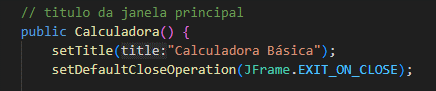 // titulo da janela principal
public Calculadora() {
setTitle(title:"Calculadora Básica");
setDefaultCloseOperation(JFrame.EXIT_ON_CLOSE);